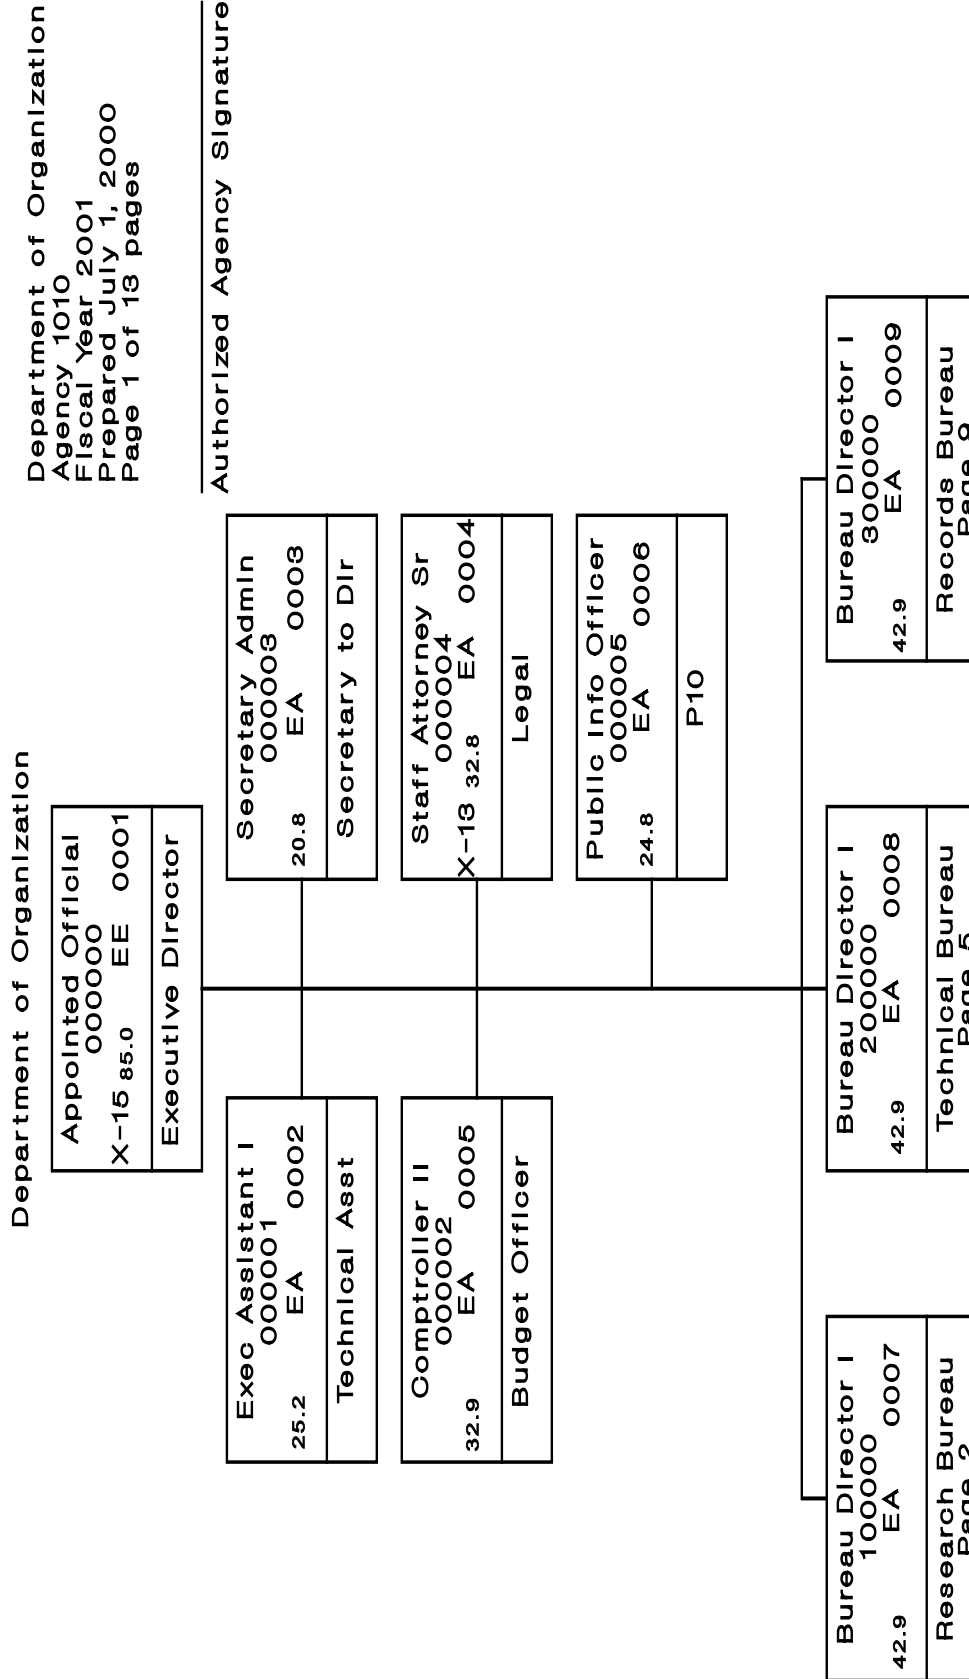 Department of Organization
Agency 1010
Fiscal Year 2001
Prepared July 1, 2000
Page 1 of 13 pages
Authorized Agency Signature
Department of Organization
Appointed Official
000000
X-15 85.0 EE 0001
Executive Director
Exec Assistant I
000001
25.2 EA 0002
Technical Asst
Secretary Admin
000003
20.8 EA 0003
Secretary to Dir
Comptroller II
000002
32.9 EA 0005
Budget Officer
Staff Attorney Sr
000004
X-13 32.8 EA 0004
Legal
Public Info Officer
000005
24.8 EA 0006
P10
Bureau Director I
100000
EA 0007
42.9
Research Bureau
Page 2
Bureau Director I
200000
EA 0008
42.9
Technical Bureau
Page 5
Bureau Director I
300000
EA 0009
42.9
Records Bureau
Page